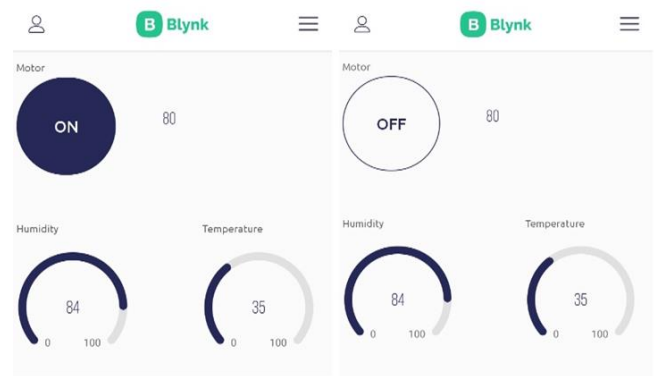 B Blynk
Motor
ON
80
Humidity
Temperature
84
35
0 100
0 100
B Blynk
Motor
OFF
80
Humidity
Temperature
84
35
0 100
0 100